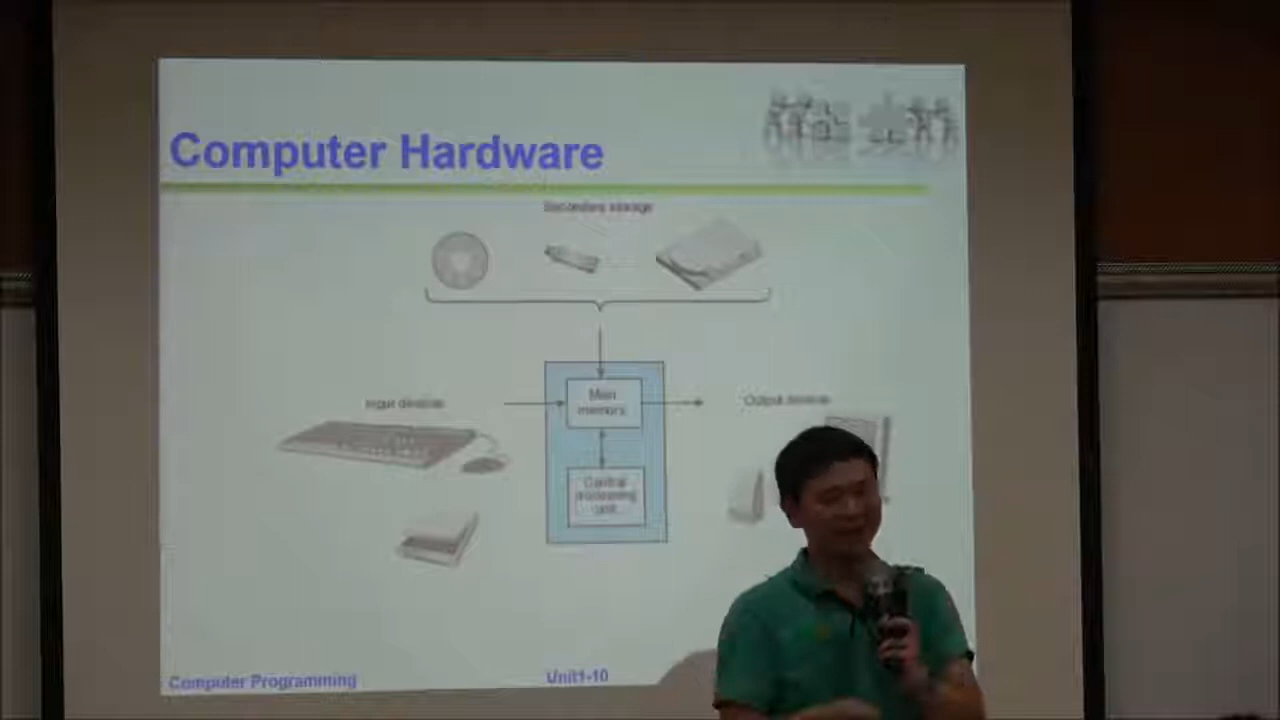 Computer Hardware
Secondary storage
Input devices
Main
memory
Output devices
Central
processing
unit
Computer Programming
Unit1-10